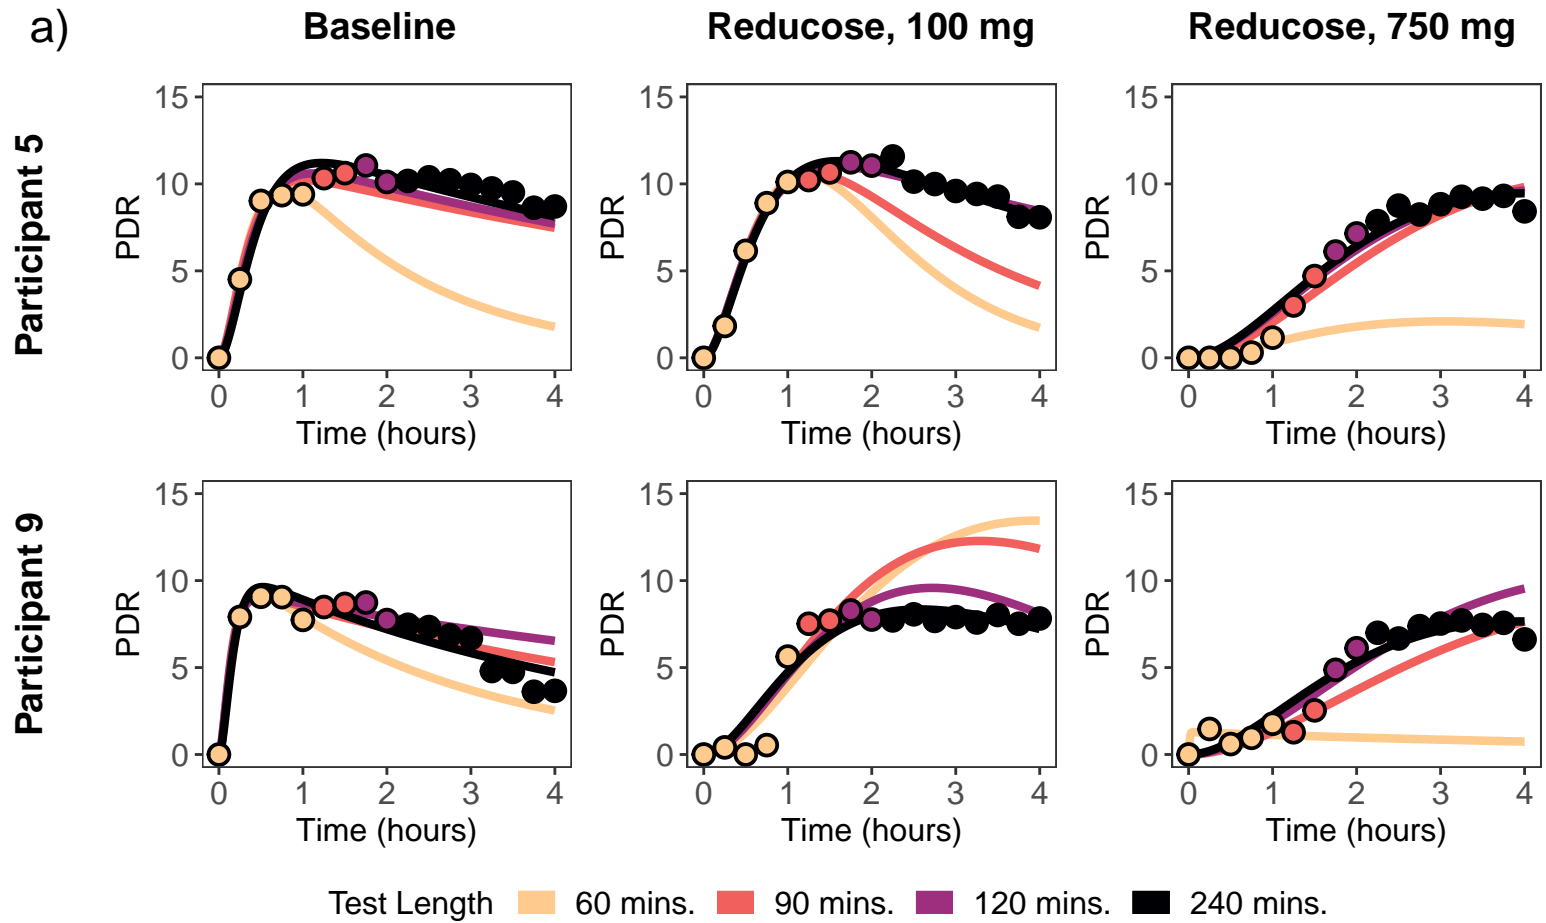 a)
Baseline
Reducose, 100 mg
Reducose, 750 mg
Participant 5
PDR
15
10
5
0
0 1 2 3 4
Time (hours)
PDR
15
10
5
0
0 1 2 3 4
Time (hours)
PDR
15
10
5
0
0 1 2 3 4
Time (hours)
Participant 9
PDR
15
10
5
0
0 1 2 3 4
Time (hours)
PDR
15
10
5
0
0 1 2 3 4
Time (hours)
PDR
15
10
5
0
0 1 2 3 4
Time (hours)
Test Length 60 mins. 90 mins. 120 mins. 240 mins.